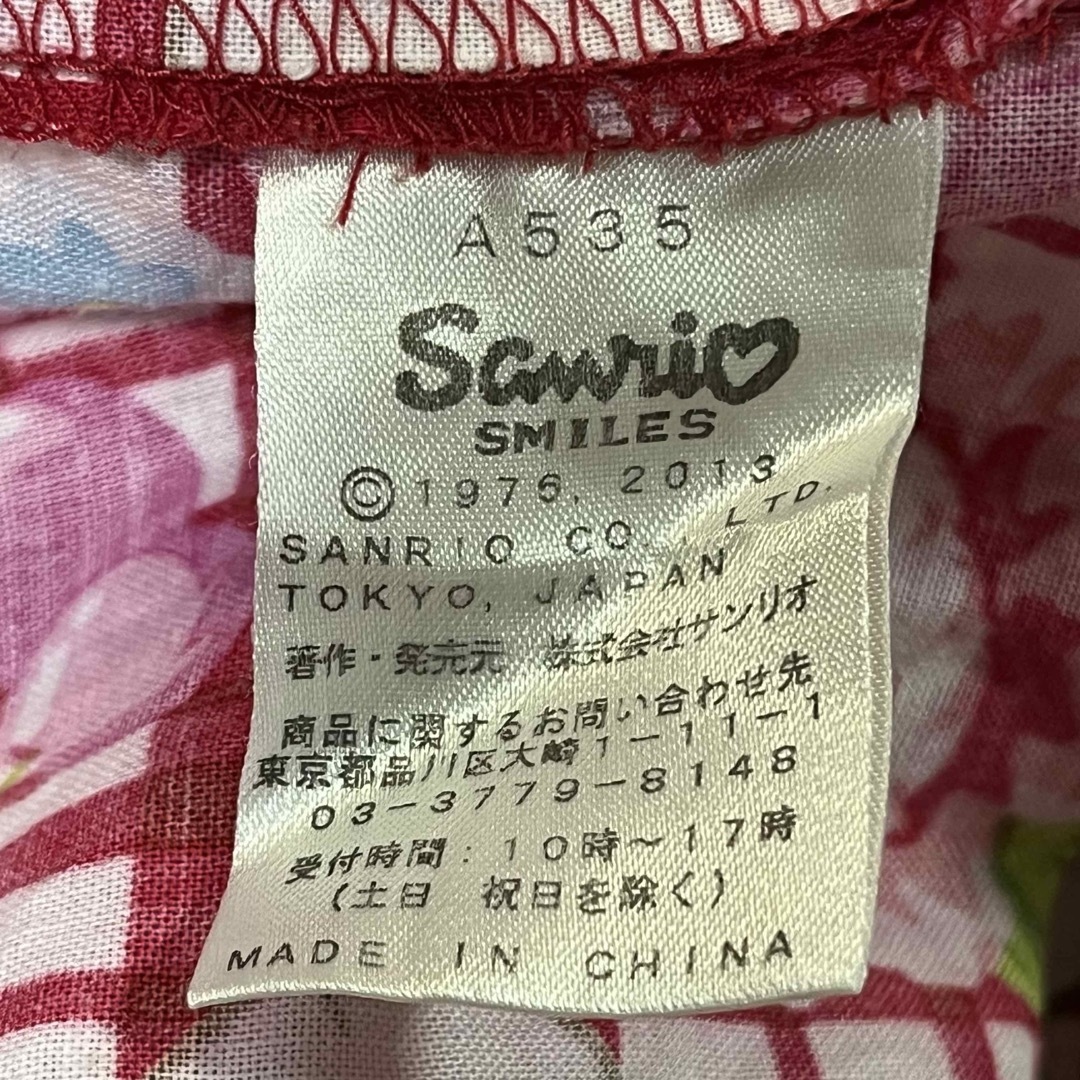 A535
Sanrio
SMILES
© 1976, 2013
SANRIO CO., LTD.
TOKYO, JAPAN
著作・発売元 株式会社サンリオ
商品に関するお問い合わせ先
東京都品川区大崎1-11-1
03-3779-8148
受付時間：10時～17時
(土日 祝日を除く)
MADE IN CHINA